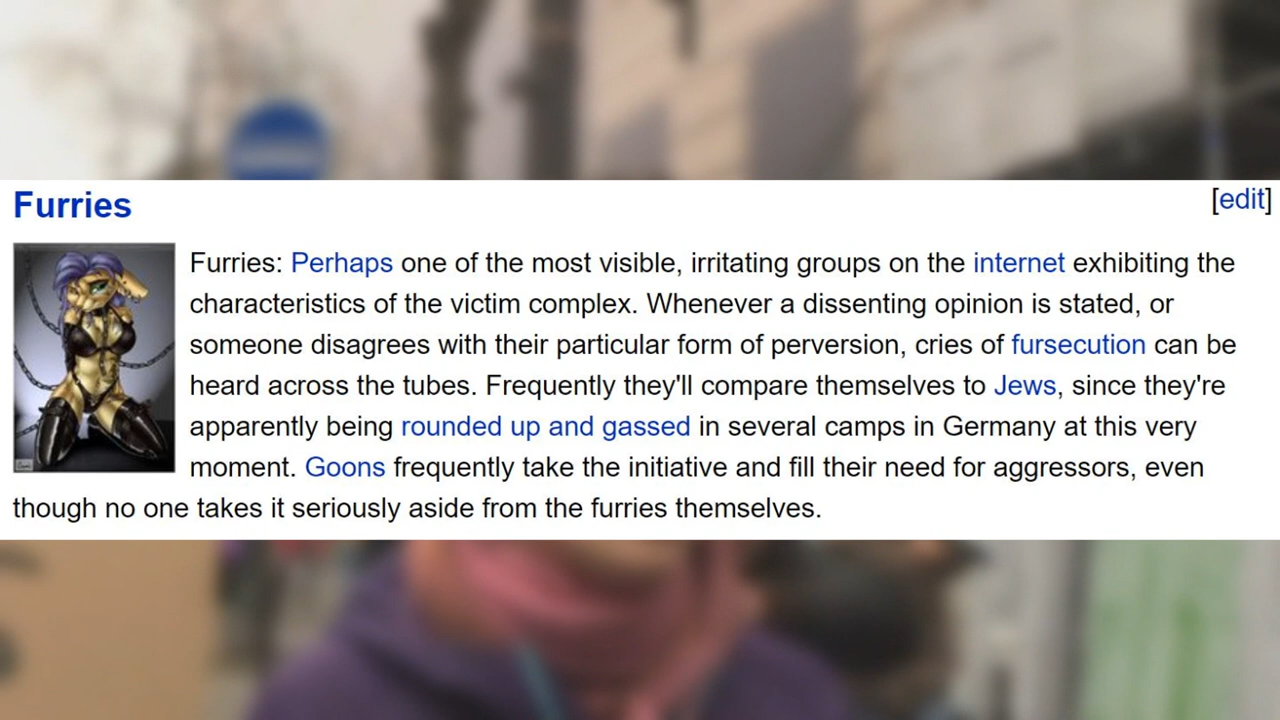 Furries
[edit]
Furries: Perhaps one of the most visible, irritating groups on the internet exhibiting the
characteristics of the victim complex. Whenever a dissenting opinion is stated, or
someone disagrees with their particular form of perversion, cries of fursecution can be
heard across the tubes. Frequently they'll compare themselves to Jews, since they're
apparently being rounded up and gassed in several camps in Germany at this very
moment. Goons frequently take the initiative and fill their need for aggressors, even
though no one takes it seriously aside from the furries themselves.